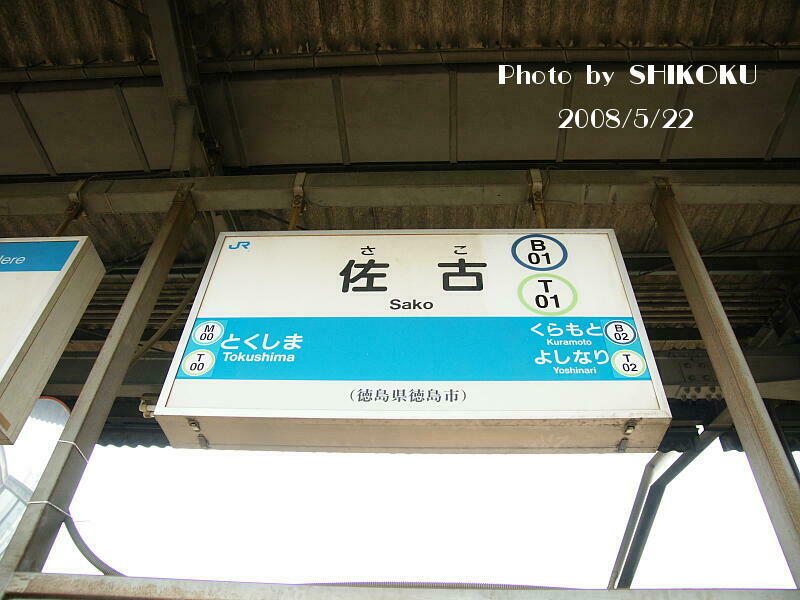 Photo by SHIKOKU
2008/5/22
JR
さ こ
佐 古
Sako
B
01
T
01
M
00
とくしま
Tokushima
T
00
くらもと
Kuramoto
B
02
よしなり
Yoshinari
T
02
(徳島県徳島市)